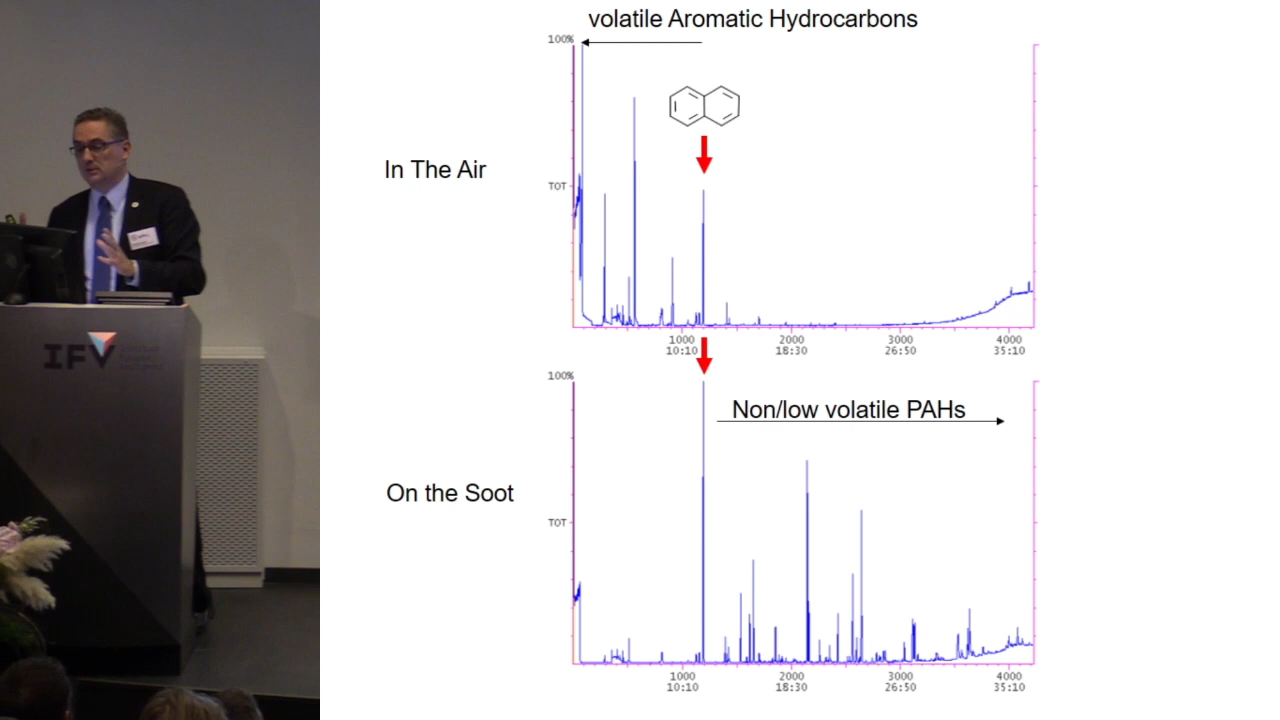 volatile Aromatic Hydrocarbons
100%
In The Air
TOT
1000 2000 3000 4000
10:10 18:30 26:50 35:10
100%
Non/low volatile PAHs
On the Soot
TOT
1000 2000 3000 4000
10:10 18:30 26:50 35:10
IFV